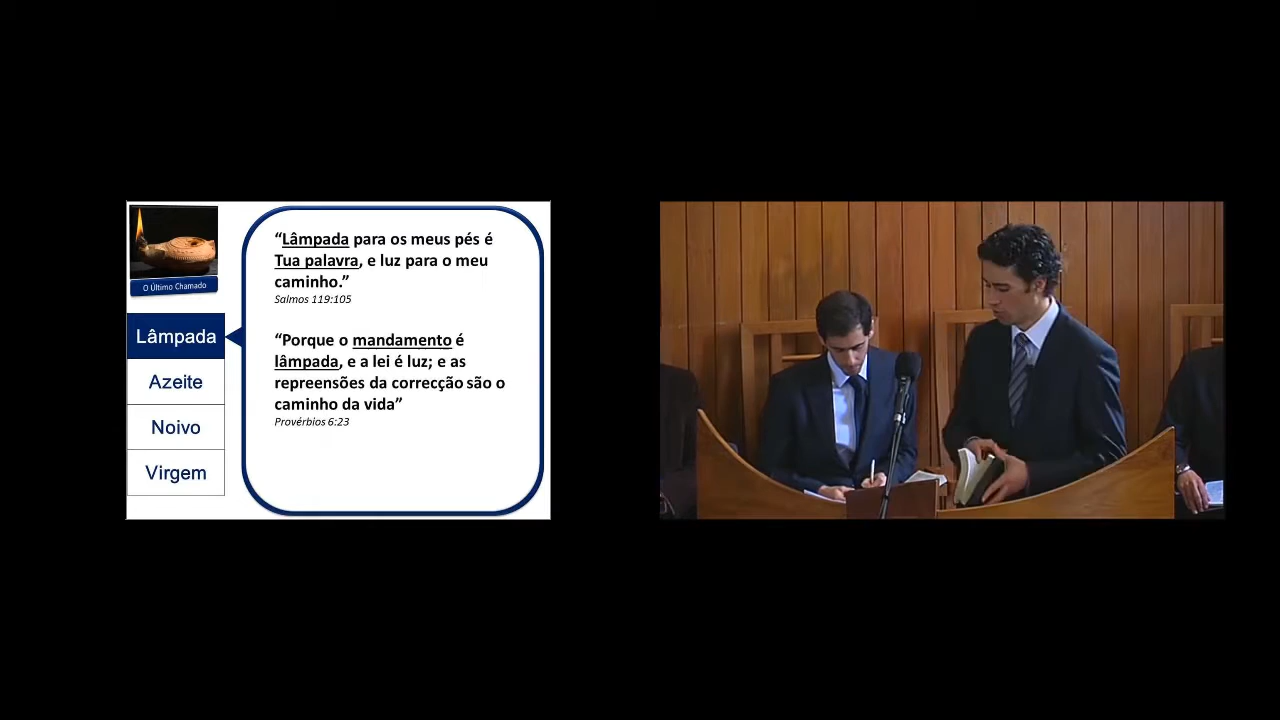 O Último Chamado
Lâmpada
Azeite
Noivo
Virgem
“Lâmpada para os meus pés é
Tua palavra, e luz para o meu
caminho.”
Salmos 119:105
“Porque o mandamento é
lâmpada, e a lei é luz; e as
repreensões da correcção são o
caminho da vida”
Provérbios 6:23